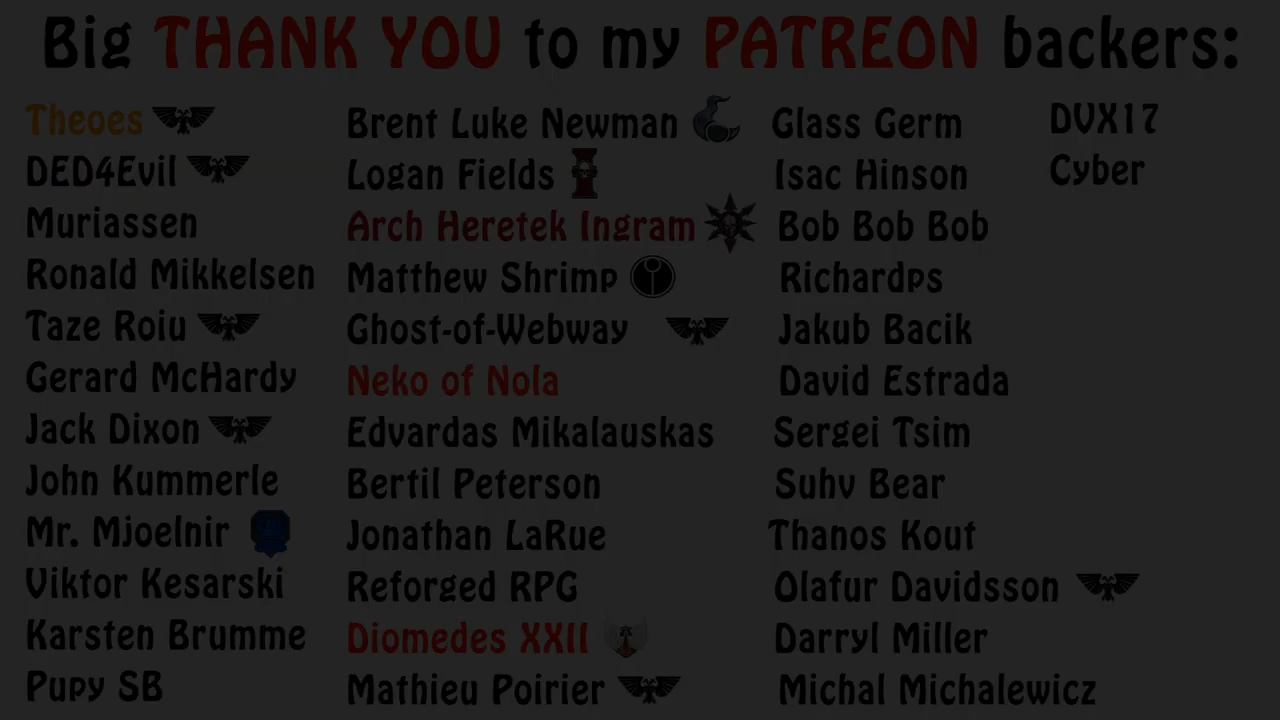 Big THANK YOU to my PATREON backers:
Theoes
DED4Evil
Muriassen
Ronald Mikkelsen
Taze Roiu
Gerard McHardy
Jack Dixon
John Kummerle
Mr. Mjoelnir
Viktor Kesarski
Karsten Brumme
Pupy SB
Brent Luke Newman
Logan Fields
Arch Heretek Ingram
Matthew Shrimp
Ghost-of-Webway
Neko of Nola
Edvardas Mikalauskas
Bertil Peterson
Jonathan LaRue
Reforged RPG
Diomedes XXII
Mathieu Poirier
Glass Germ
Isac Hinson
Bob Bob Bob
Richardps
Jakub Bacik
David Estrada
Sergei Tsim
Suhv Bear
Thanos Kout
Olafur Davidsson
Darryl Miller
Michal Michalewicz
DVX17
Cyber